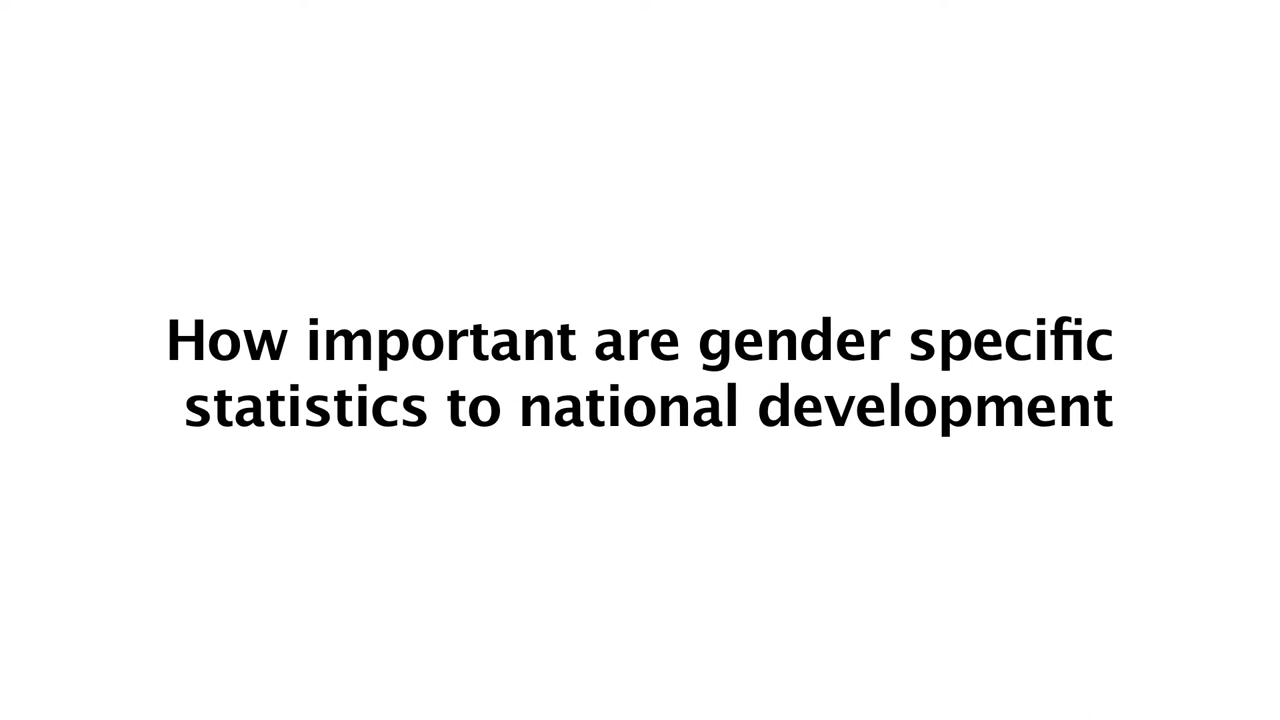 How important are gender specific
statistics to national development